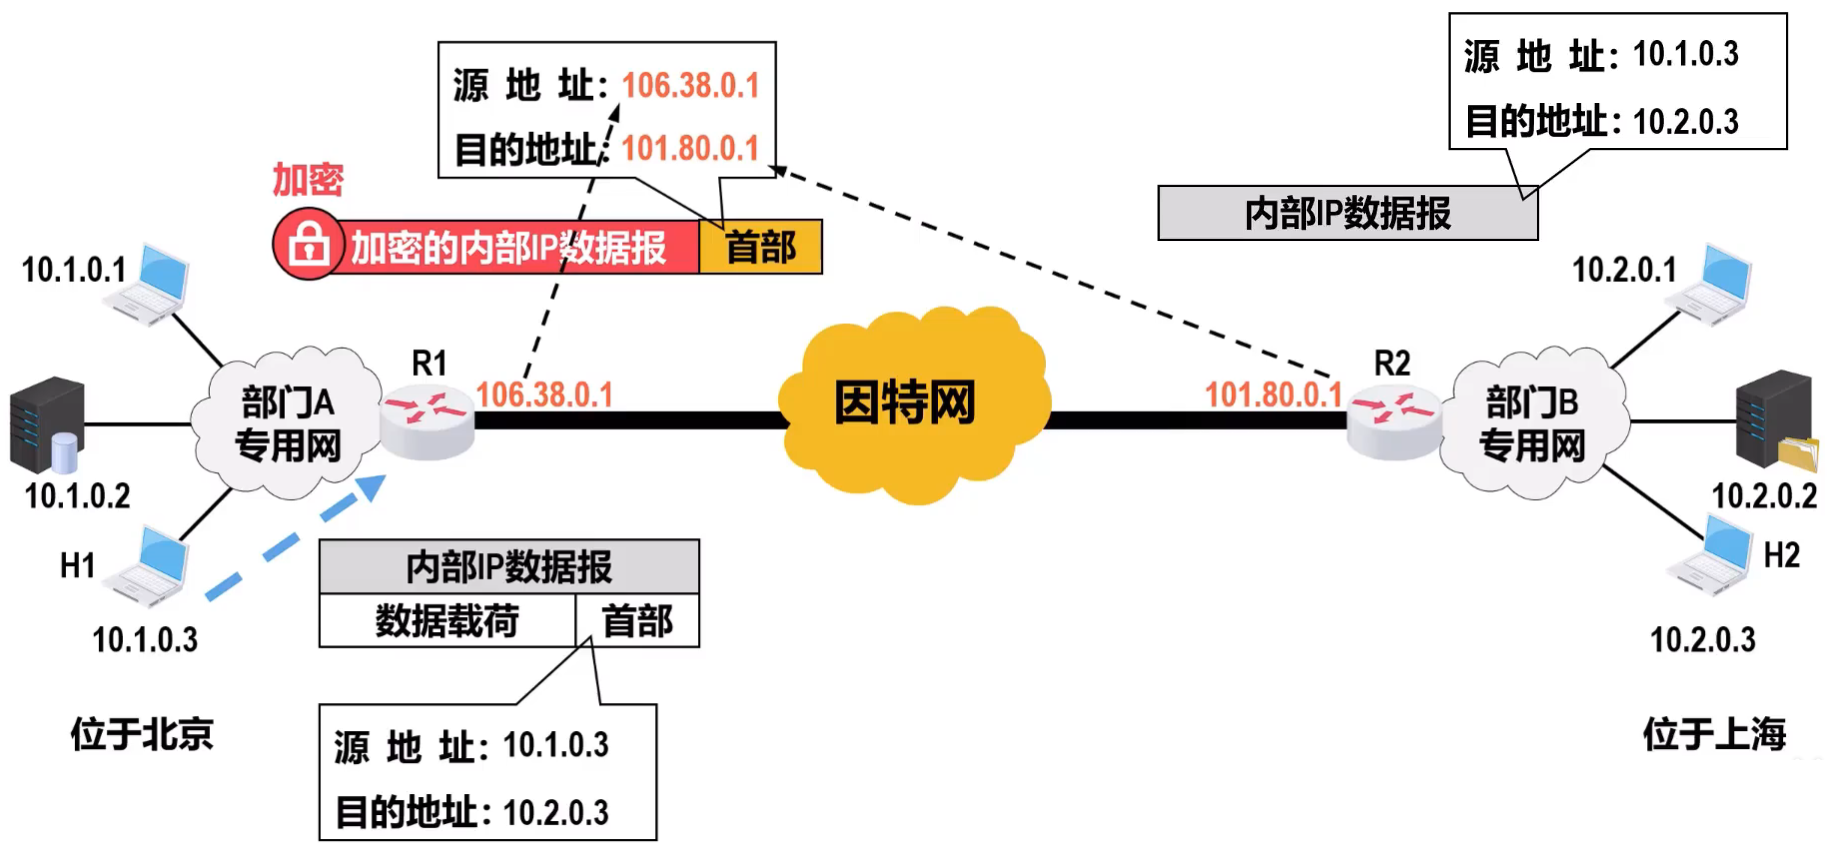 源 地 址：106.38.0.1
目的地址：101.80.0.1
源 地 址：10.1.0.3
目的地址：10.2.0.3
加密
加密的内部IP数据报 首部
内部IP数据报
10.1.0.1
10.2.0.1
R1
R2
106.38.0.1
101.80.0.1
部门A
专用网
因特网
部门B
专用网
10.1.0.2
10.2.0.2
H1
H2
内部IP数据报
数据载荷 首部
10.1.0.3
10.2.0.3
位于北京
位于上海
源 地 址：10.1.0.3
目的地址：10.2.0.3